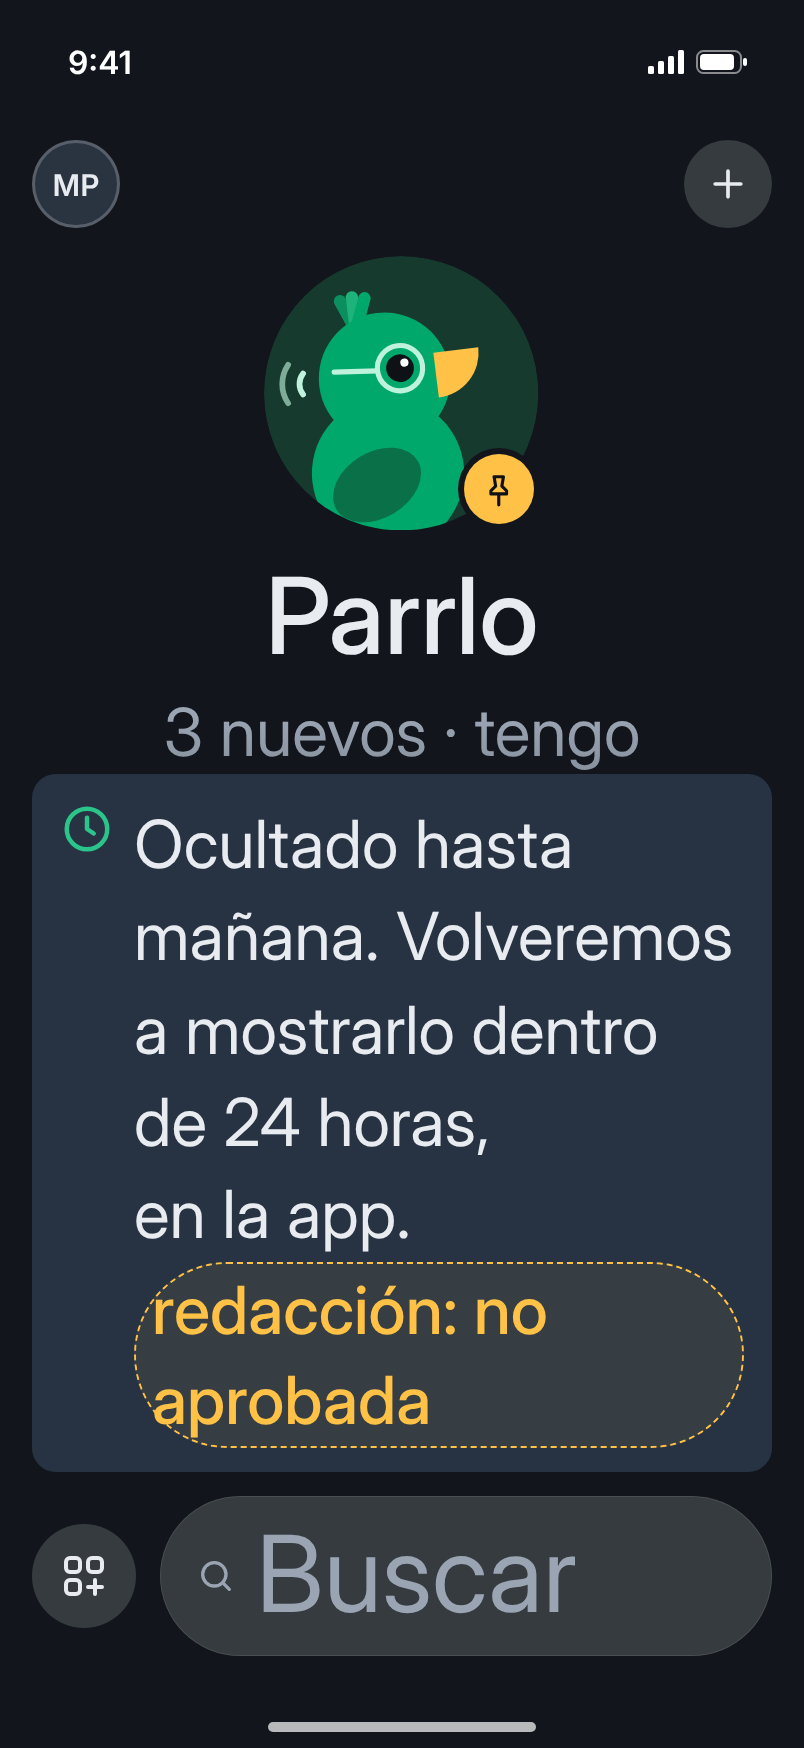 9:41
MP
Parrlo
3 nuevos · tengo
Ocultado hasta
mañana. Volveremos
a mostrarlo dentro
de 24 horas,
en la app.
redacción: no
aprobada
Buscar